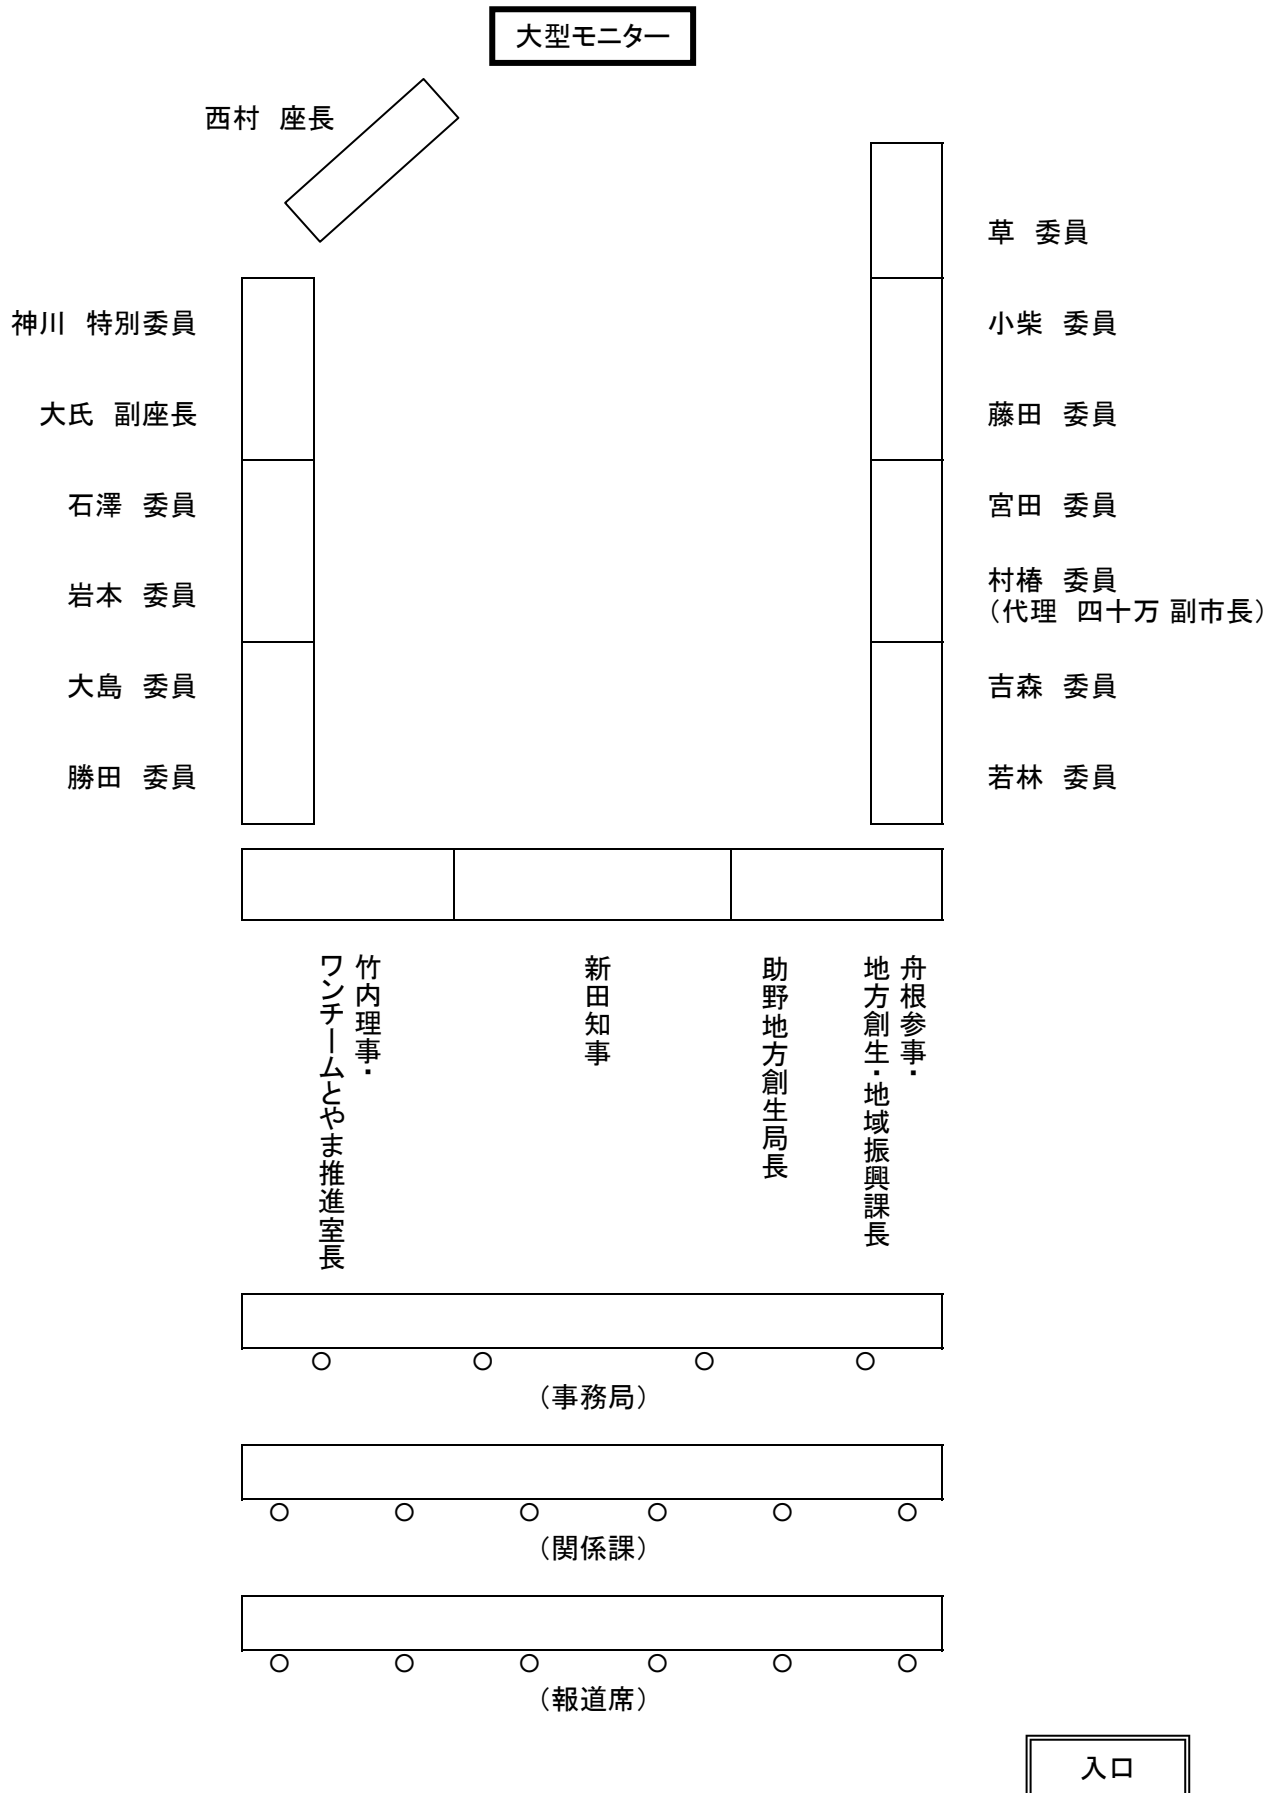 大型モニター
西村　座長
草　委員
神川　特別委員
小柴　委員
大氏　副座長
藤田　委員
石澤　委員
宮田　委員
岩本　委員
村椿　委員
（代理　四十万 副市長）
大島　委員
吉森　委員
勝田　委員
若林　委員
竹内理事・
ワンチームとやま推進室長
新田知事
助野地方創生局長
舟根参事・
地方創生・地域振興課長
（事務局）
（関係課）
（報道席）
入口